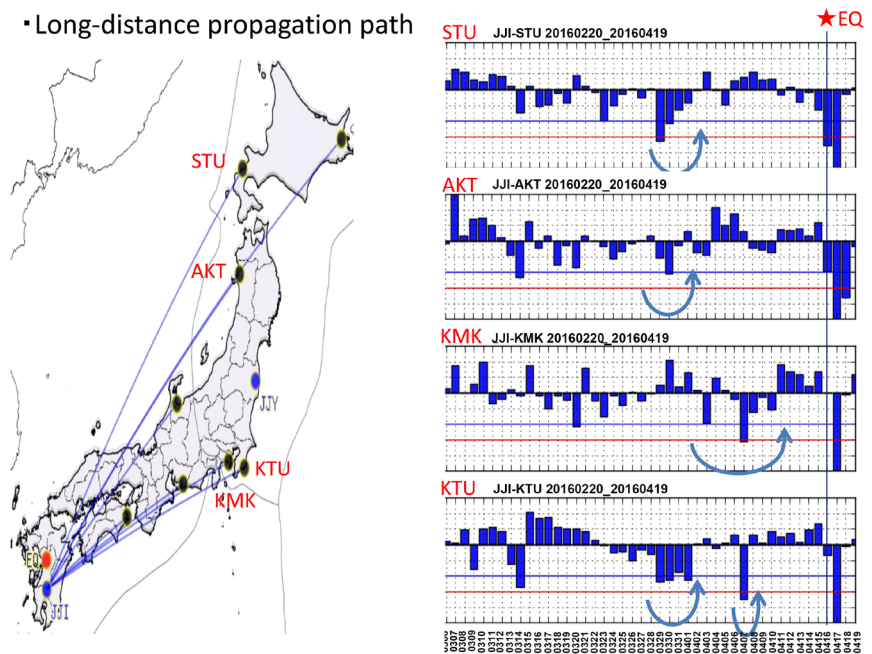 ・Long-distance propagation path
STU
AKT
JJY
KTU
KMK
EQ
JJI
★EQ
STU JJI-STU 20160220_20160419
AKT JJI-AKT 20160220_20160419
KMK JJI-KMK 20160220_20160419
KTU JJI-KTU 20160220_20160419
0307 0308 0309 0310 0311 0312 0313 0314 0315 0316 0317 0318 0319 0320 0321 0322 0323 0324 0325 0326 0327 0328 0329 0330 0331 0401 0402 0403 0404 0405 0406 0407 0408 0409 0410 0411 0412 0413 0414 0415 0416 0417 0418 0419